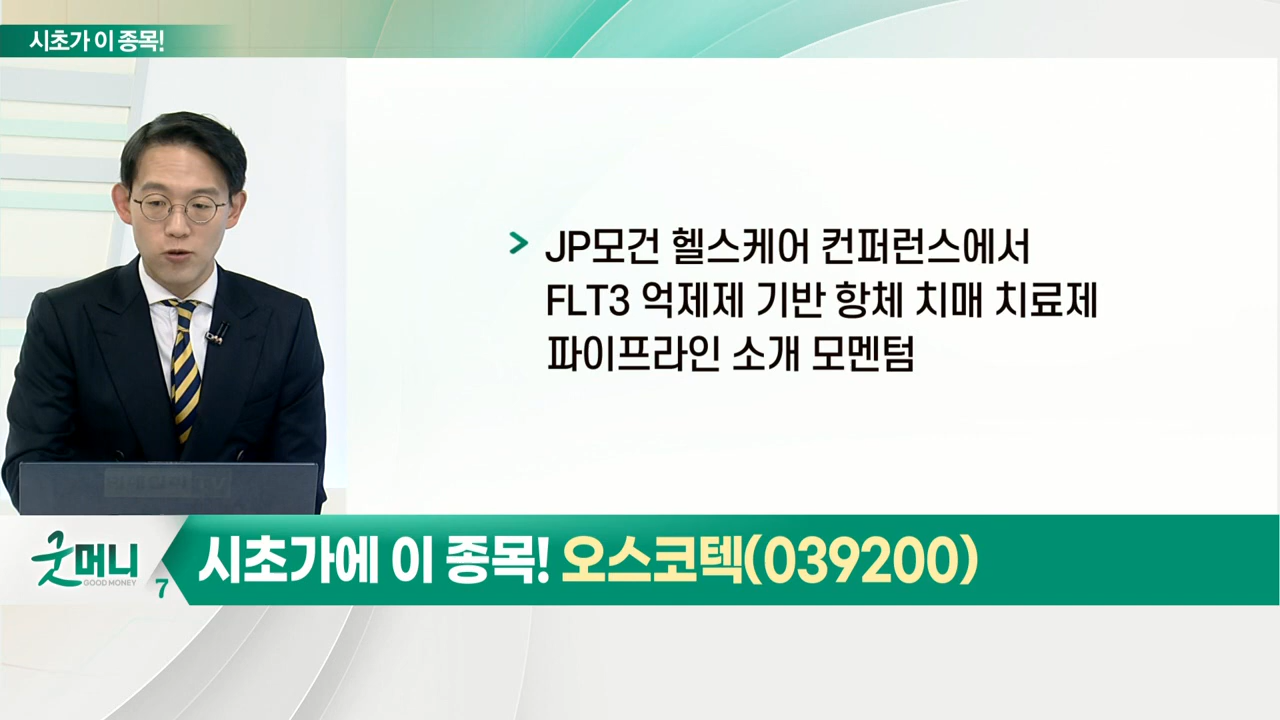 시초가 이 종목!
> JP모건 헬스케어 컨퍼런스에서
FLT3 억제제 기반 항체 치매 치료제
파이프라인 소개 모멘텀
굿머니
GOOD MONEY
7
시초가에 이 종목! 오스코텍(039200)